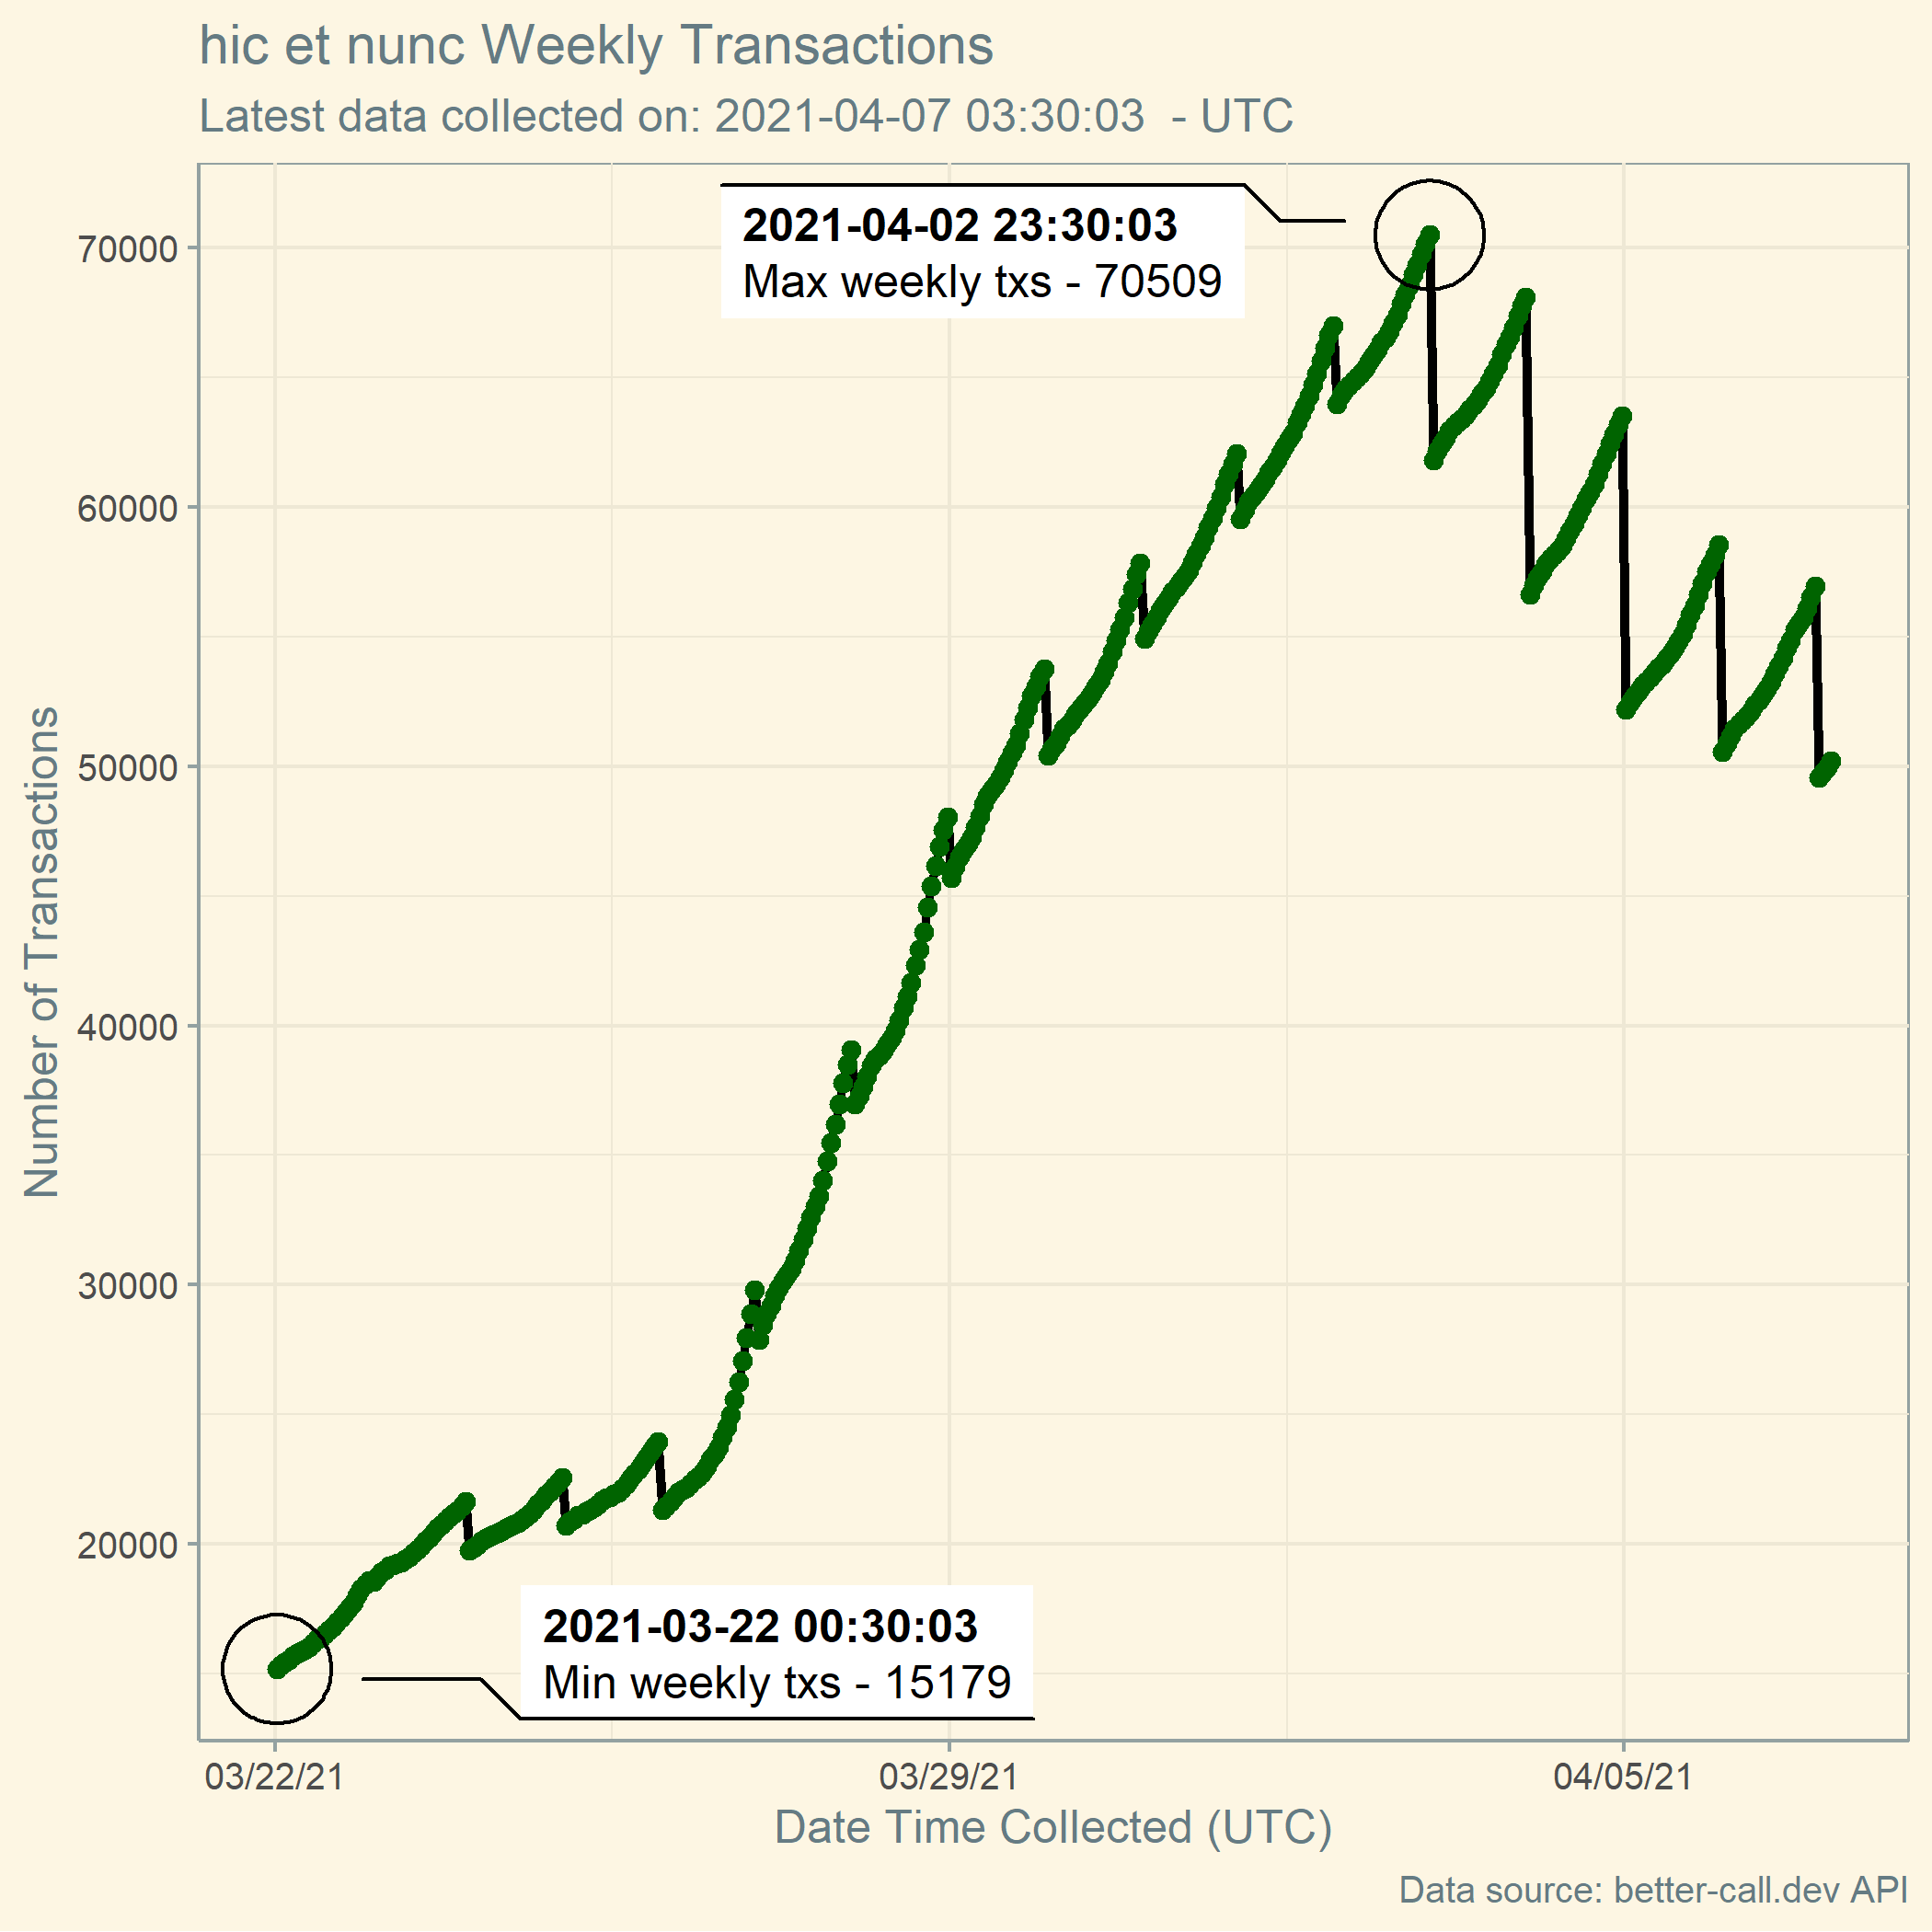 hic et nunc Weekly Transactions
Latest data collected on: 2021-04-07 03:30:03  - UTC
2021-04-02 23:30:03
Max weekly txs - 70509
70000
60000
50000
40000
30000
20000
Number of Transactions
2021-03-22 00:30:03
Min weekly txs - 15179
03/22/21
03/29/21
04/05/21
Date Time Collected (UTC)
Data source: better-call.dev API